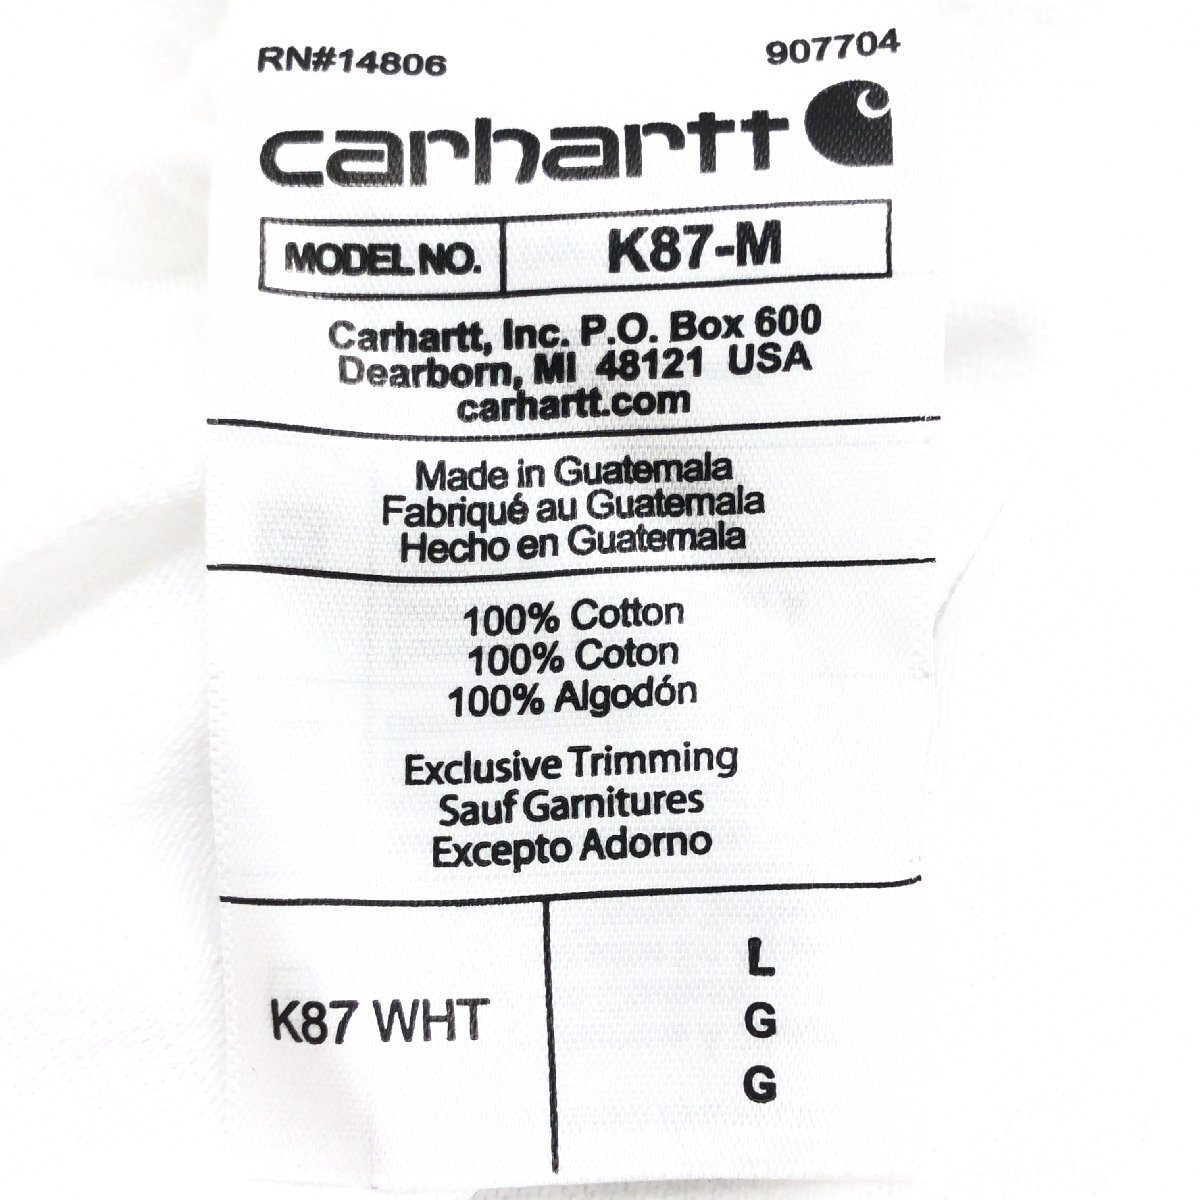 RN#14806 907704
carhartt
MODEL NO. K87-M
Carhartt, Inc. P.O. Box 600
Dearborn, MI 48121 USA
carhartt.com
Made in Guatemala
Fabriqué au Guatemala
Hecho en Guatemala
100% Cotton
100% Coton
100% Algodón
Exclusive Trimming
Sauf Garnitures
Excepto Adorno
K87 WHT
L
G
G